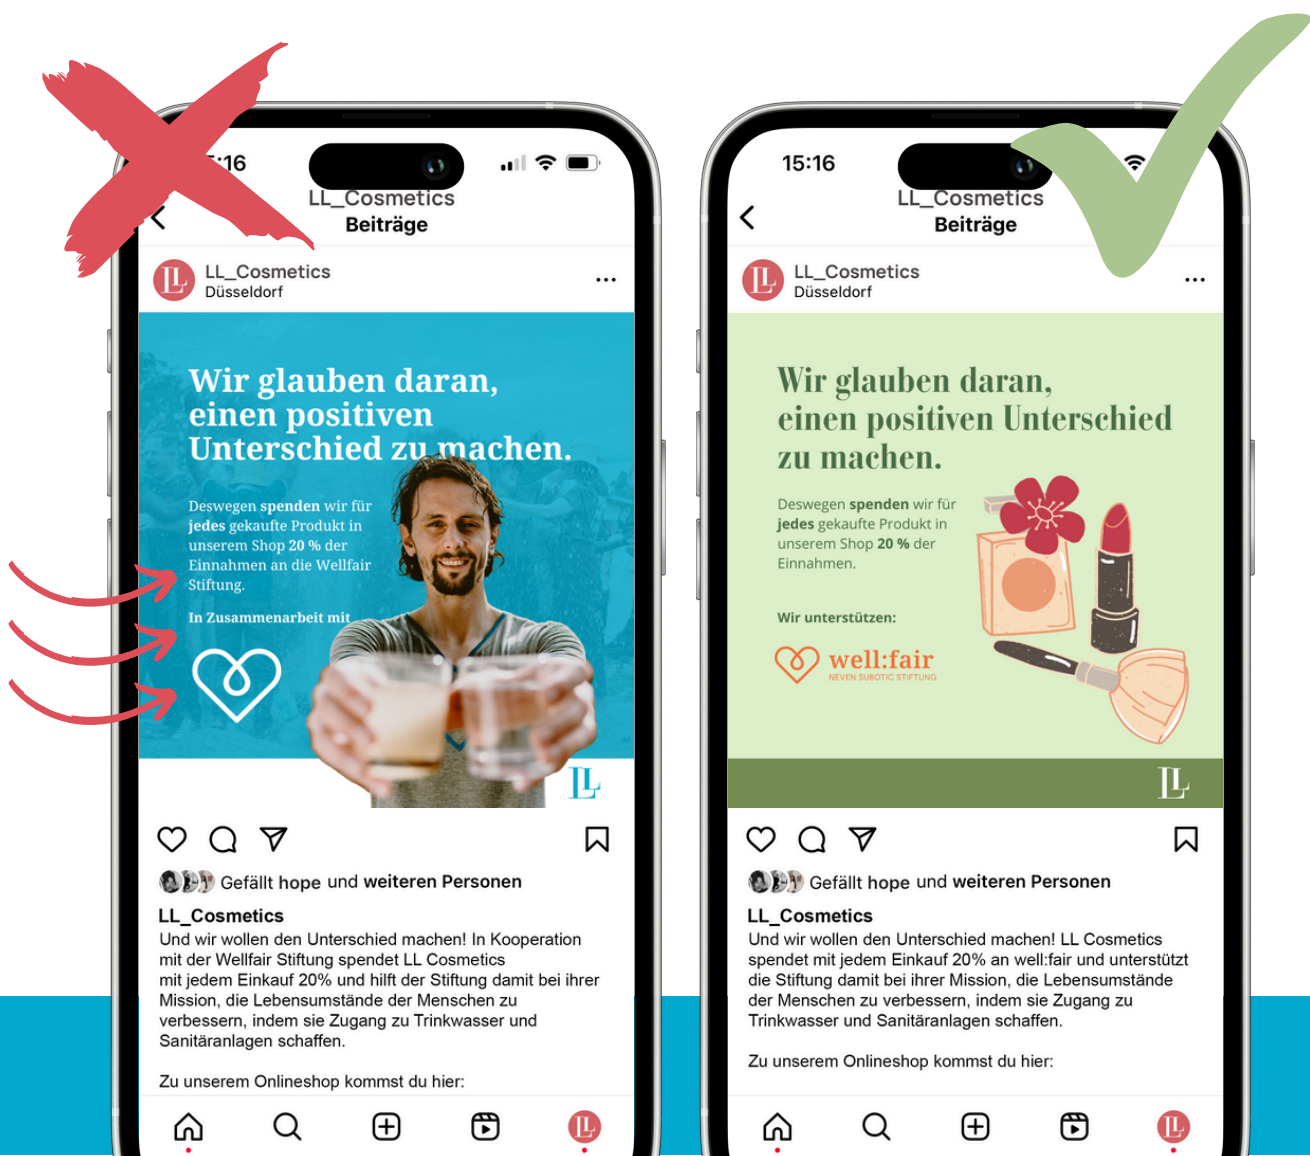 :16
LL_Cosmetics
Beiträge
LL
LL_Cosmetics
Düsseldorf
Wir glauben daran,
einen positiven
Unterschied zu machen.
Deswegen spenden wir für
jedes gekaufte Produkt in
unserem Shop 20 % der
Einnahmen an die Wellfair
Stiftung.
In Zusammenarbeit mit
LL
Gefällt hope und weiteren Personen
LL_Cosmetics
Und wir wollen den Unterschied machen! In Kooperation
mit der Wellfair Stiftung spendet LL Cosmetics
mit jedem Einkauf 20% und hilft der Stiftung damit bei ihrer
Mission, die Lebensumstände der Menschen zu
verbessern, indem sie Zugang zu Trinkwasser und
Sanitäranlagen schaffen.
Zu unserem Onlineshop kommst du hier:
LL
15:16
LL_Cosmetics
Beiträge
LL
LL_Cosmetics
Düsseldorf
Wir glauben daran,
einen positiven Unterschied
zu machen.
Deswegen spenden wir für
jedes gekaufte Produkt in
unserem Shop 20 % der
Einnahmen.
Wir unterstützen:
well:fair
NEVEN SUBOTIC STIFTUNG
LL
Gefällt hope und weiteren Personen
LL_Cosmetics
Und wir wollen den Unterschied machen! LL Cosmetics
spendet mit jedem Einkauf 20% an well:fair und unterstützt
die Stiftung damit bei ihrer Mission, die Lebensumstände
der Menschen zu verbessern, indem sie Zugang zu
Trinkwasser und Sanitäranlagen schaffen.
Zu unserem Onlineshop kommst du hier:
LL